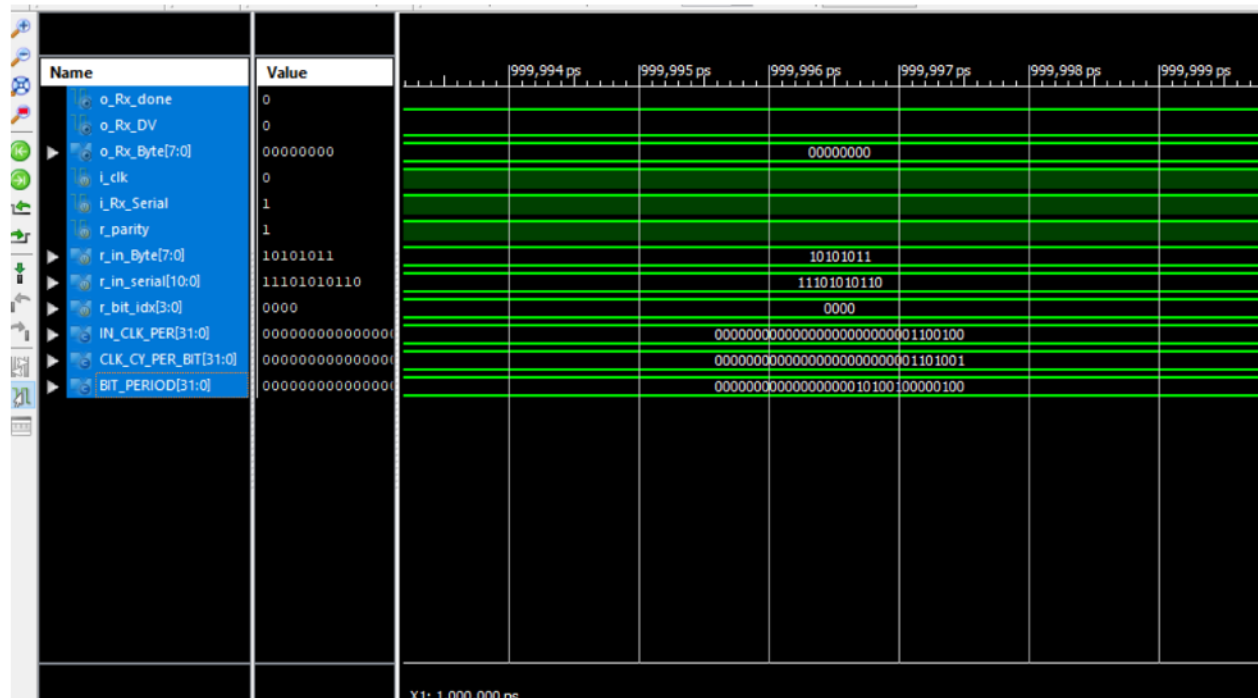 Name Value
999,994 ps 999,995 ps 999,996 ps 999,997 ps 999,998 ps 999,999 ps
o_Rx_done 0
o_Rx_DV 0
o_Rx_Byte[7:0] 00000000 00000000
i_clk 0
i_Rx_Serial 1
r_parity 1
r_in_Byte[7:0] 10101011 10101011
r_in_serial[10:0] 11101010110 11101010110
r_bit_idx[3:0] 0000 0000
IN_CLK_PER[31:0] 0000000000000000 00000000000000000000000001100100
CLK_CY_PER_BIT[31:0] 0000000000000000 00000000000000000000000001101001
BIT_PERIOD[31:0] 0000000000000000 00000000000000000010100100000100
X1: 1,000,000 ps